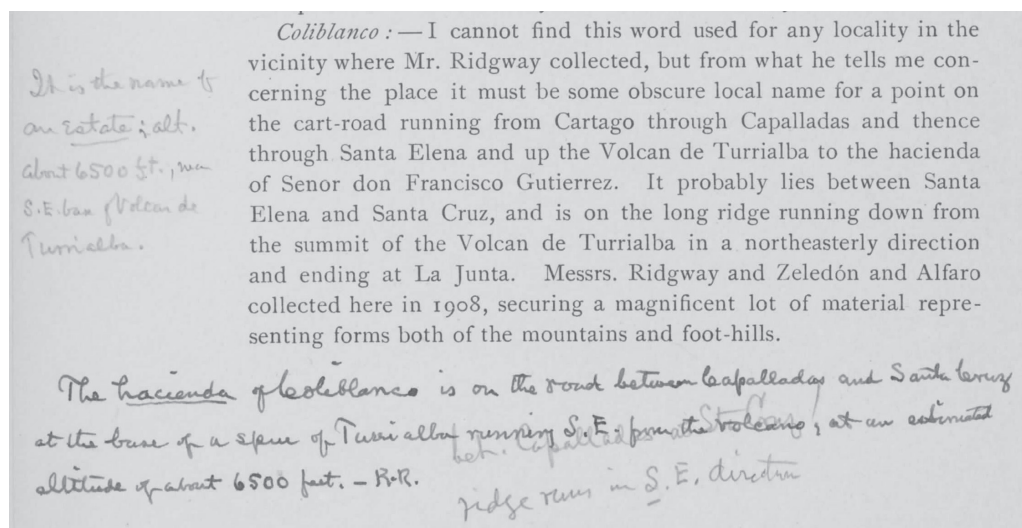 Coliblanco :—I cannot find this word used for any locality in the
vicinity where Mr. Ridgway collected, but from what he tells me con-
cerning the place it must be some obscure local name for a point on
the cart-road running from Cartago through Capalladas and thence
through Santa Elena and up the Volcan de Turrialba to the hacienda
of Senor don Francisco Gutierrez. It probably lies between Santa
Elena and Santa Cruz, and is on the long ridge running down from
the summit of the Volcan de Turrialba in a northeasterly direction
and ending at La Junta. Messrs. Ridgway and Zeledón and Alfaro
collected here in 1908, securing a magnificent lot of material repre-
senting forms both of the mountains and foot-hills.
It is the name of
an estate; alt.
about 6500 ft., near
S.E. base of Volcan de
Turrialba.
The hacienda of Coliblanco is on the road between Capalladas and Santa Cruz
at the base of a spur of Turrialba running S.E. from the volcano, at an estimated
altitude of about 6500 feet. — R.R.
bet. Capalladas and Sta Cruz
ridge runs in S.E. direction